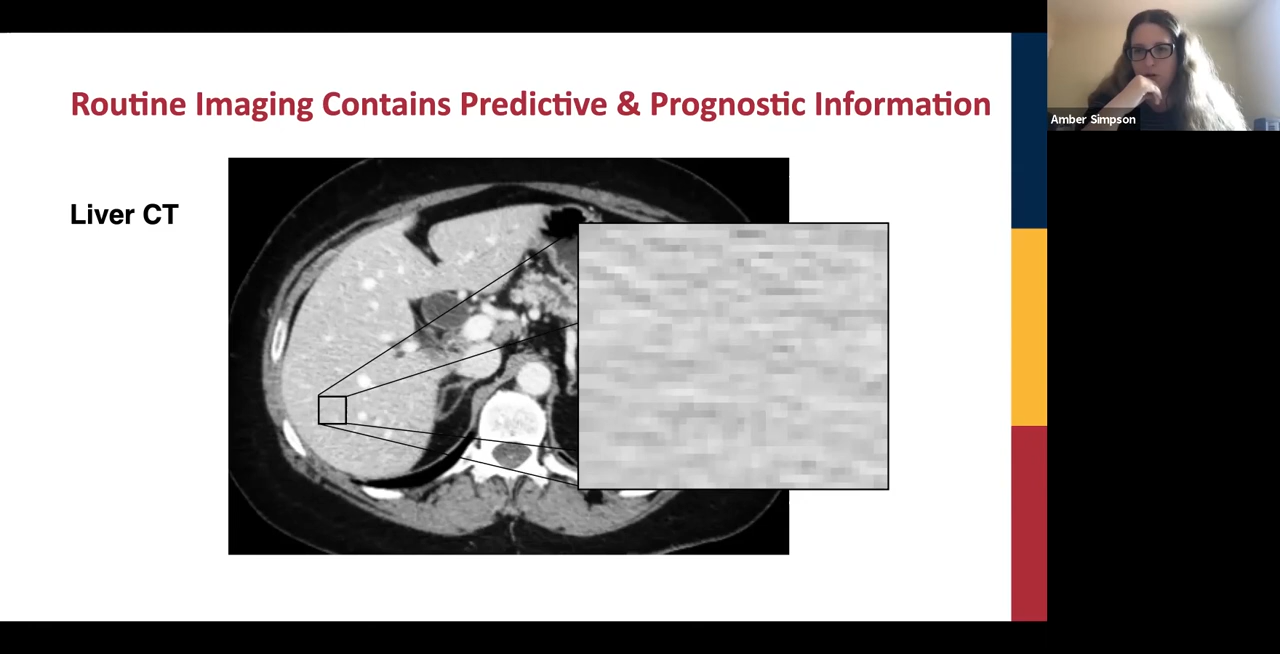 Routine Imaging Contains Predictive & Prognostic Information
Liver CT
Amber Simpson